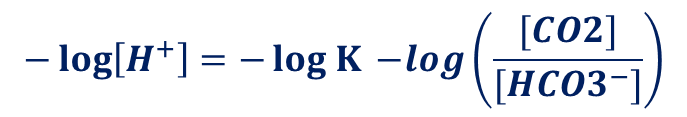 − log[H⁺] = − log K −log([CO2]/[HCO3⁻])